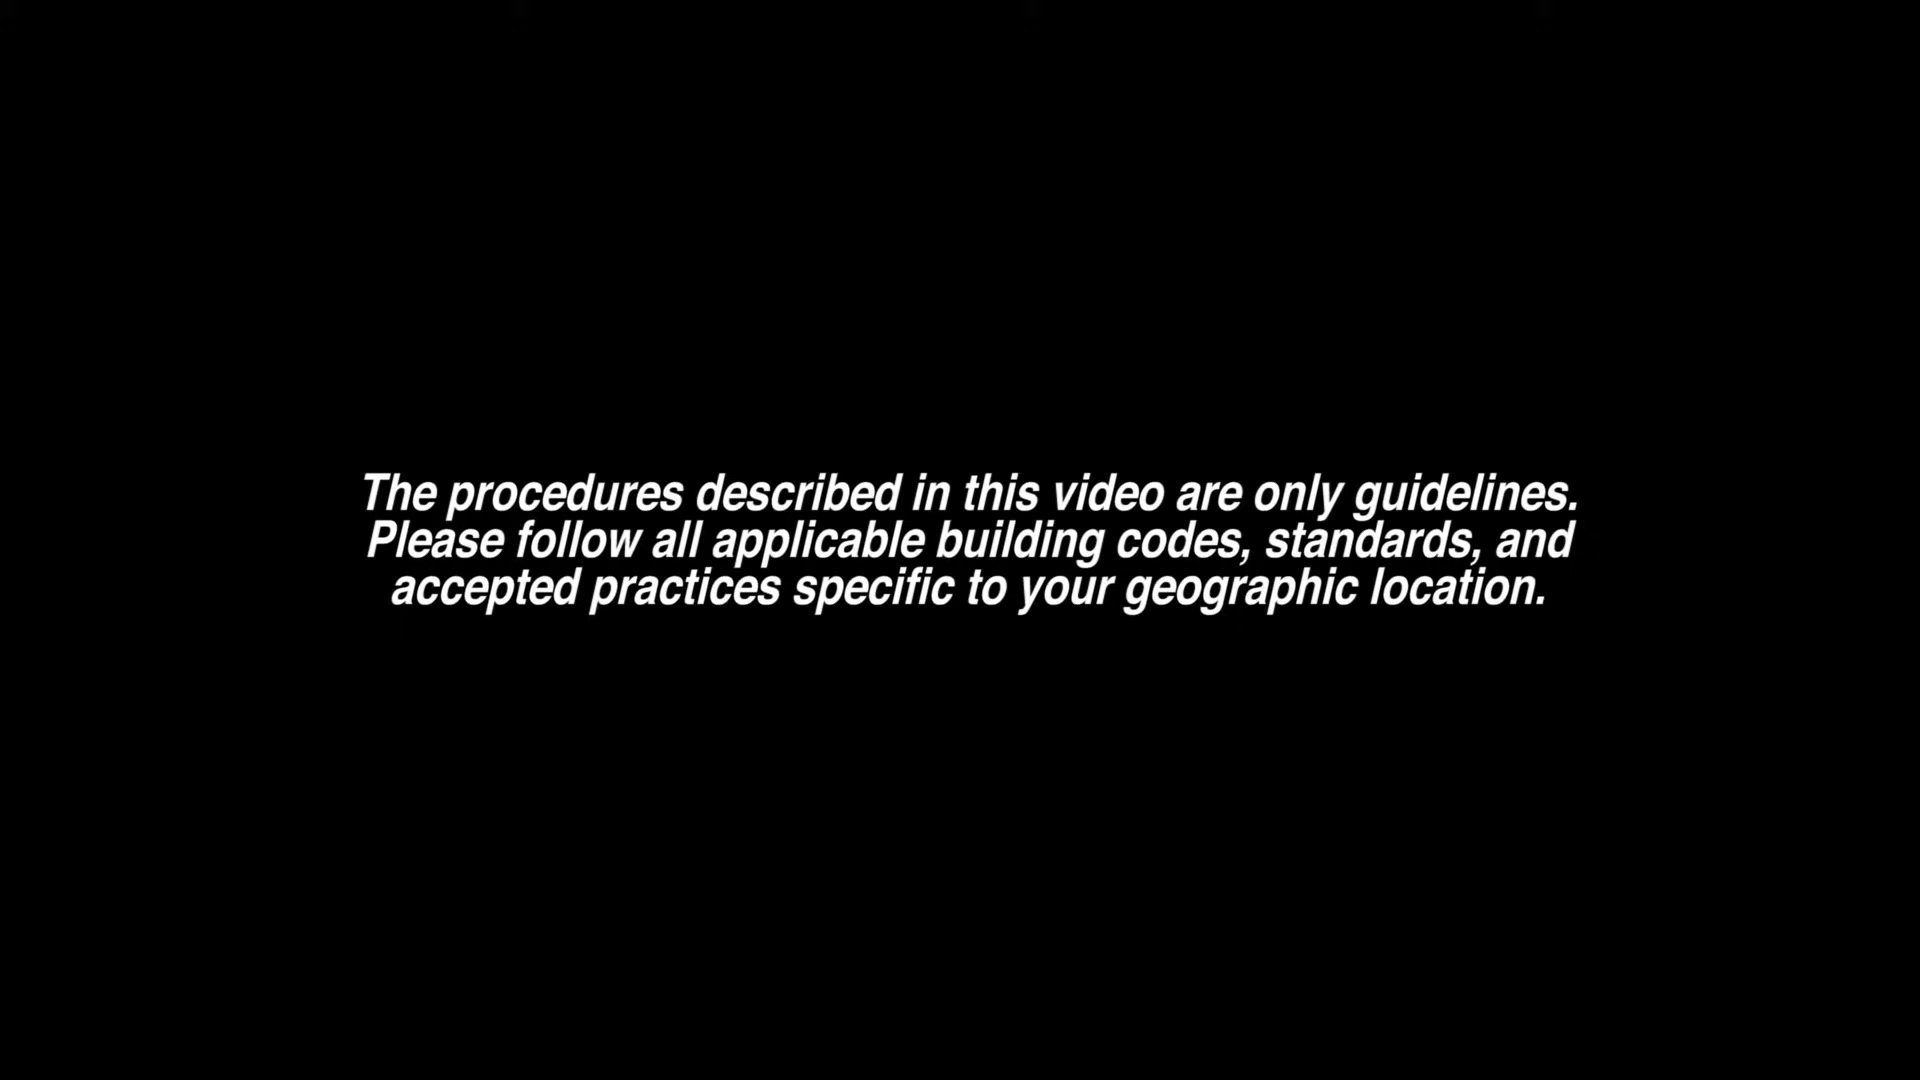 The procedures described in this video are only guidelines.
Please follow all applicable building codes, standards, and
accepted practices specific to your geographic location.